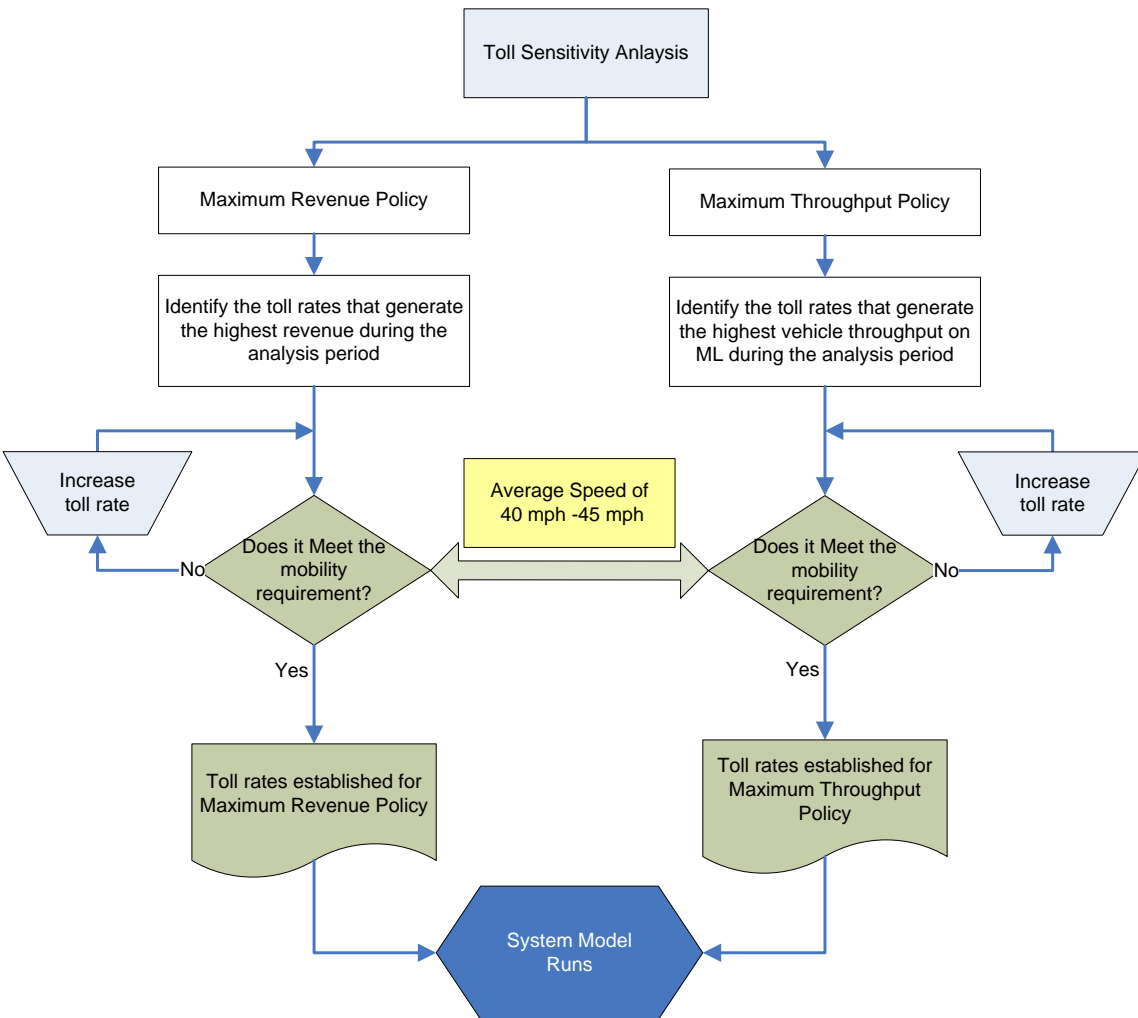 Toll Sensitivity Anlaysis
Maximum Revenue Policy
Maximum Throughput Policy
Identify the toll rates that generate
the highest revenue during the
analysis period
Identify the toll rates that generate
the highest vehicle throughput on
ML during the analysis period
Increase
toll rate
Average Speed of
40 mph -45 mph
Increase
toll rate
Does it Meet the
mobility
requirement?
No
Does it Meet the
mobility
requirement?
No
Yes
Yes
Toll rates established for
Maximum Revenue Policy
Toll rates established for
Maximum Throughput
Policy
System Model
Runs